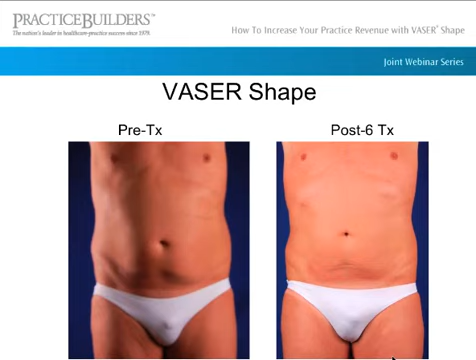 PRACTICEBUILDERS™
The nation's leader in healthcare practice success since 1979
How To Increase Your Practice Revenue with VASER® Shape
Joint Webinar Series
VASER Shape
Pre-Tx
Post-6 Tx